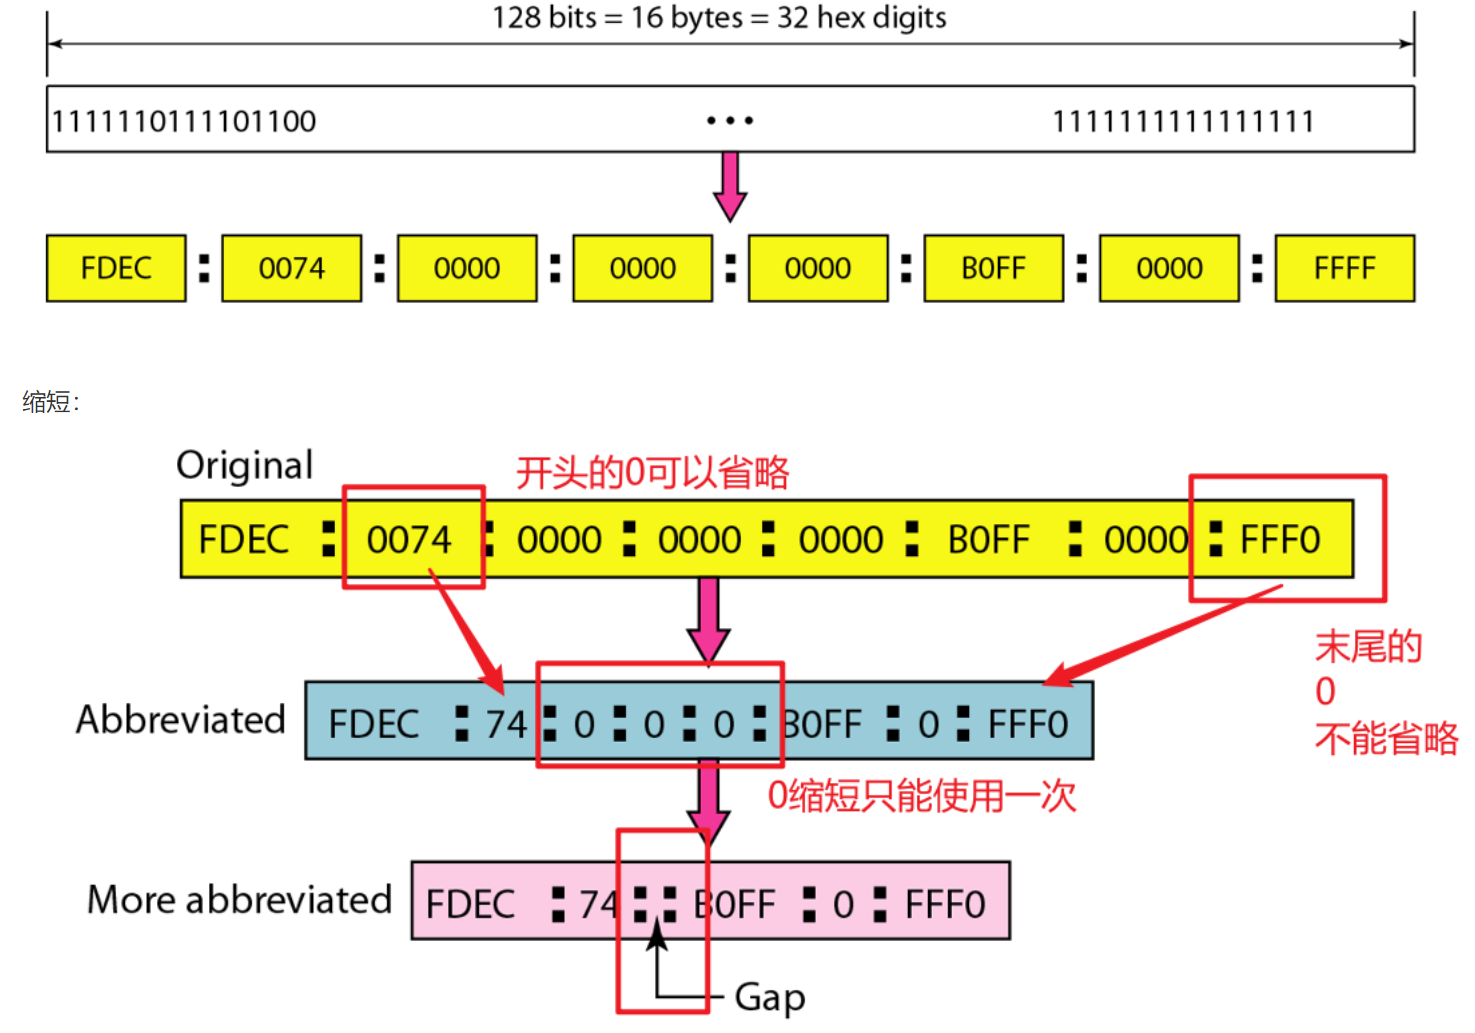 128 bits = 16 bytes = 32 hex digits
1111110111101100 ••• 1111111111111111
FDEC : 0074 : 0000 : 0000 : 0000 : B0FF : 0000 : FFFF
缩短：
Original
开头的0可以省略
FDEC : 0074 : 0000 : 0000 : 0000 : B0FF : 0000 : FFF0
末尾的
0
不能省略
Abbreviated FDEC : 74 : 0 : 0 : 0 : B0FF : 0 : FFF0
0缩短只能使用一次
More abbreviated FDEC : 74 : : B0FF : 0 : FFF0
Gap